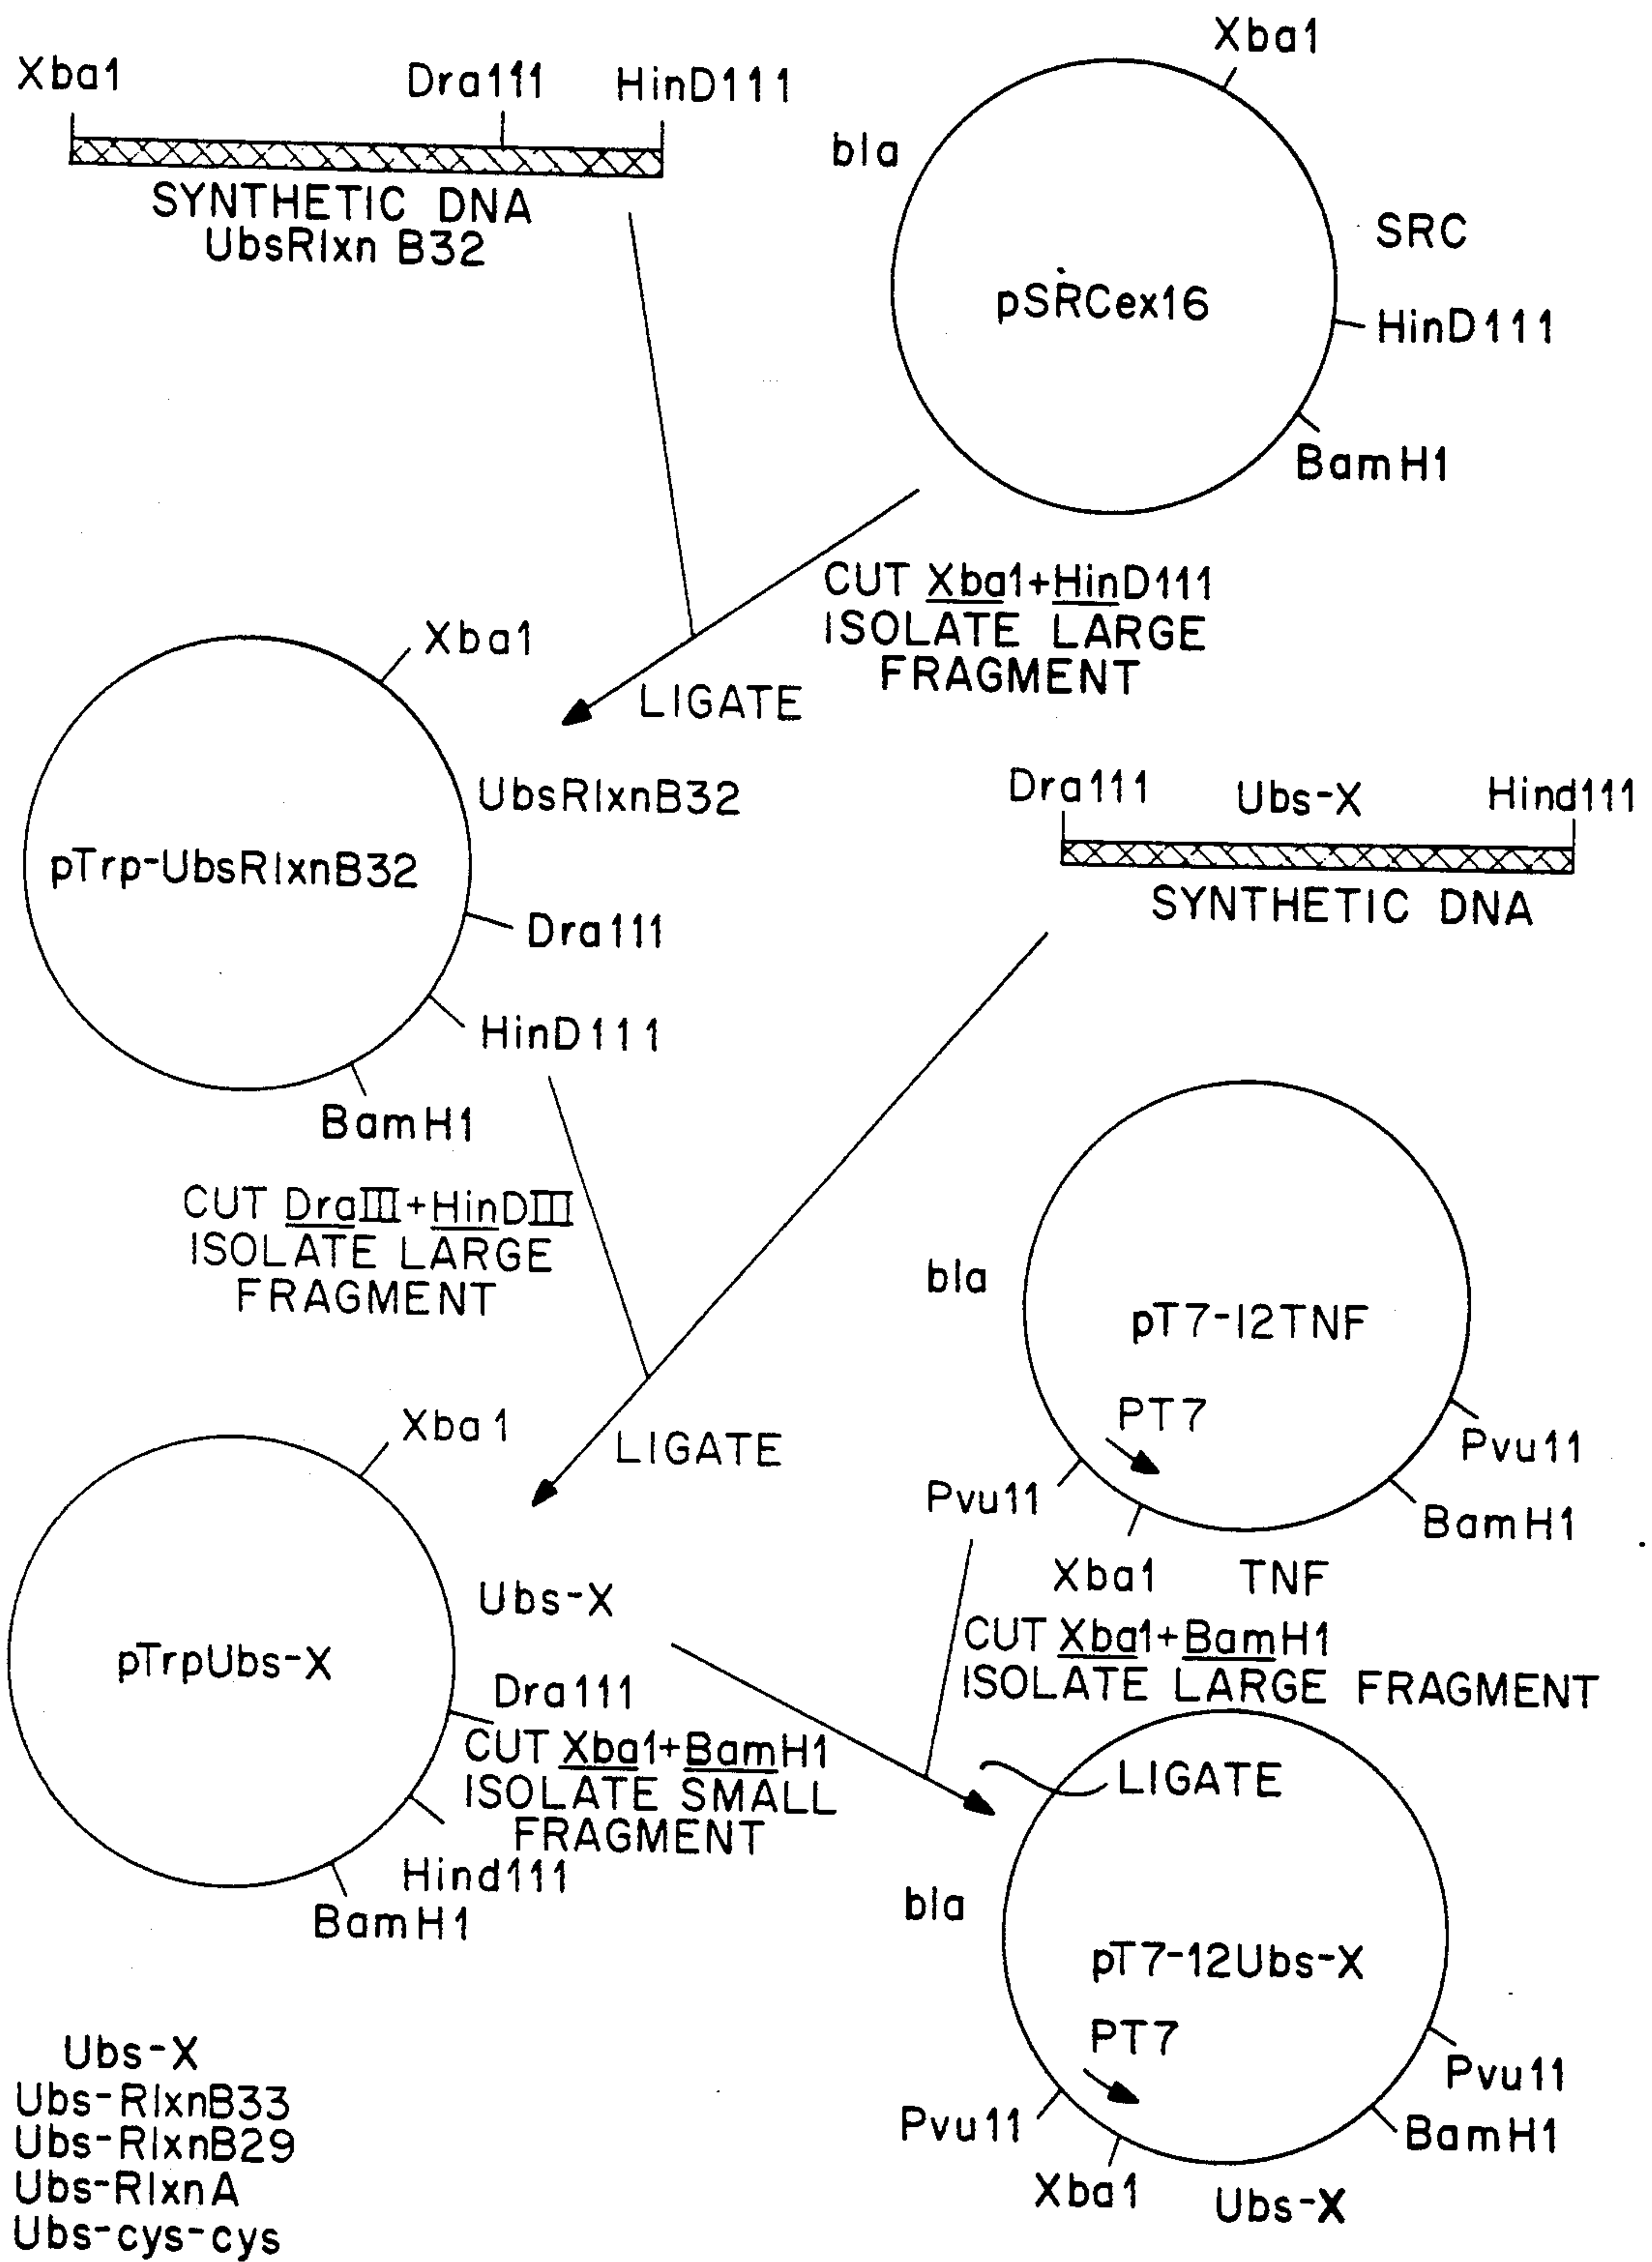 Xba1
Dra111
HinD111
SYNTHETIC DNA
UbsRlxn B32
Xba1
bla
SRC
pSRCex16
HinD111
BamH1
CUT Xba1+HinD111
ISOLATE LARGE
FRAGMENT
LIGATE
Xba1
UbsRlxnB32
pTrp-UbsRlxnB32
Dra111
HinD111
BamH1
Dra111
Ubs-X
Hind111
SYNTHETIC DNA
CUT DraIII+HinDIII
ISOLATE LARGE
FRAGMENT
LIGATE
bla
pT7-12TNF
PT7
Pvu11
Pvu11
BamH1
Xba1
TNF
CUT Xba1+BamH1
ISOLATE LARGE FRAGMENT
Xba1
Ubs-X
pTrpUbs-X
Dra111
CUT Xba1+BamH1
ISOLATE SMALL
FRAGMENT
Hind111
BamH1
LIGATE
bla
pT7-12Ubs-X
PT7
Pvu11
Pvu11
BamH1
Xba1
Ubs-X
Ubs-X
Ubs-RlxnB33
Ubs-RlxnB29
Ubs-RlxnA
Ubs-cys-cys